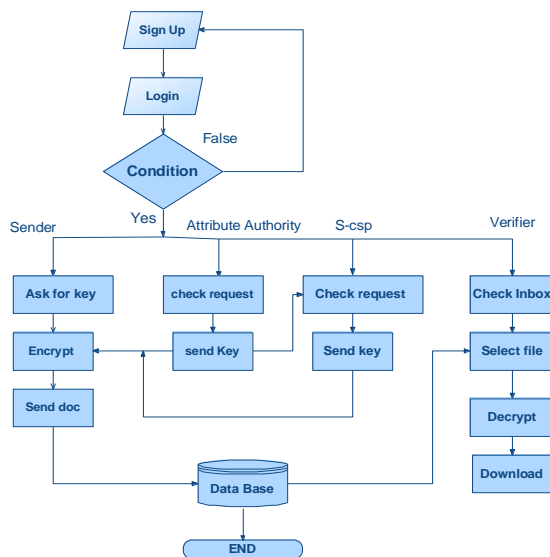 Sign Up
Login
False
Condition
Yes
Sender
Attribute Authority
S-csp
Verifier
Ask for key
check request
Check request
Check Inbox
Encrypt
send Key
Send key
Select file
Send doc
Decrypt
Data Base
Download
END